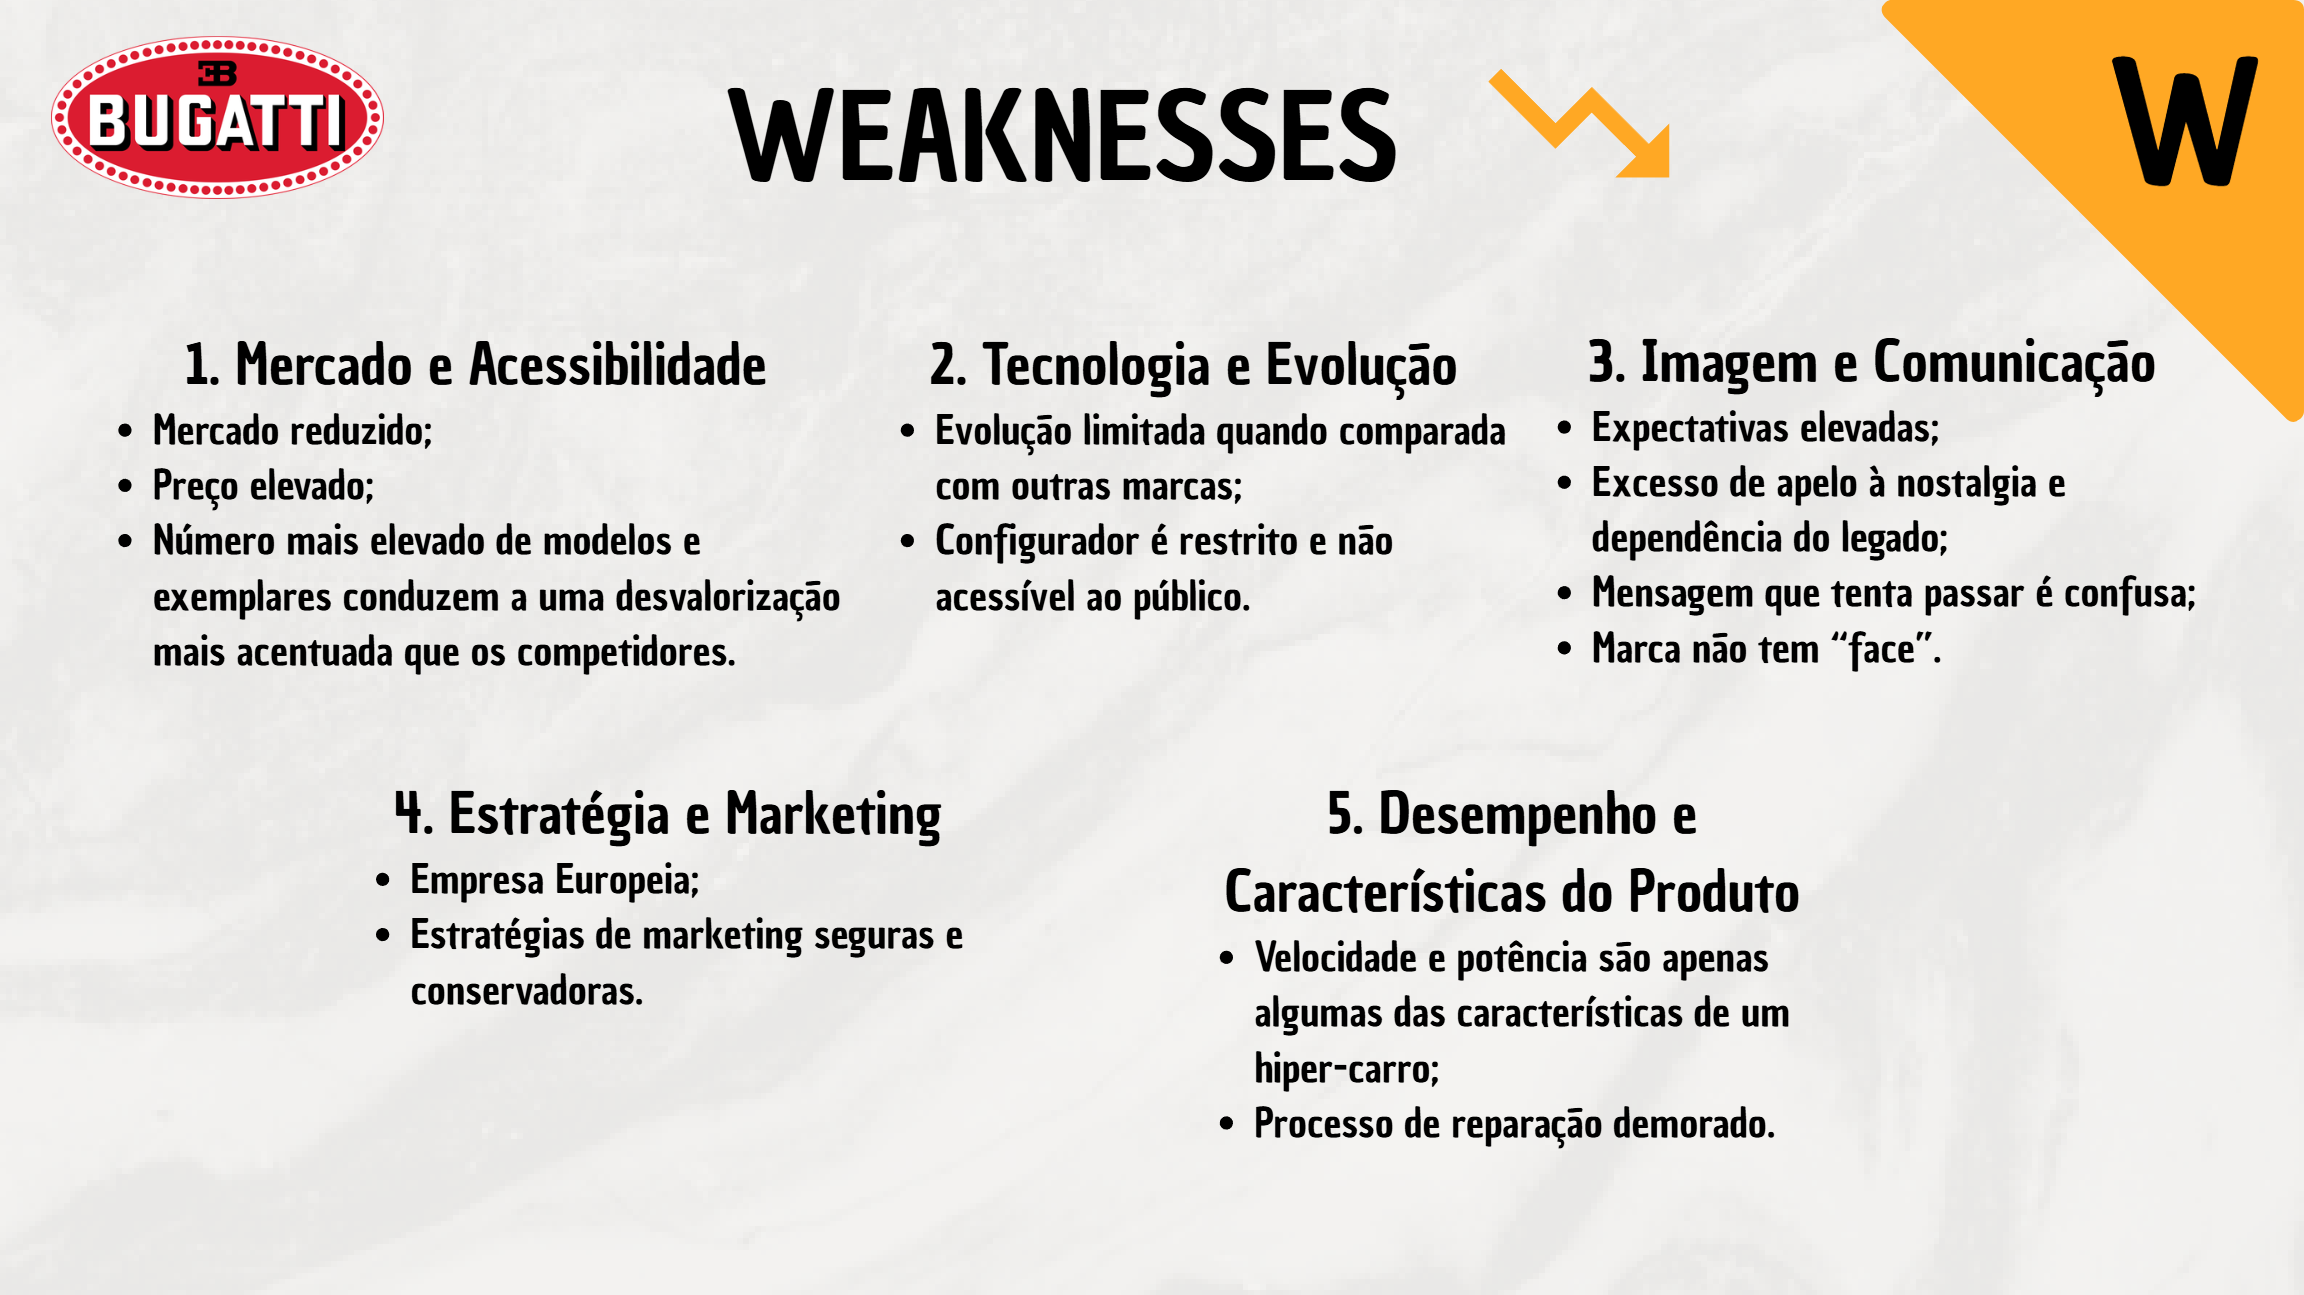 EB
BUGATTI
WEAKNESSES
W
1. Mercado e Acessibilidade
• Mercado reduzido;
• Preço elevado;
• Número mais elevado de modelos e
exemplares conduzem a uma desvalorização
mais acentuada que os competidores.
2. Tecnologia e Evolução
• Evolução limitada quando comparada
com outras marcas;
• Configurador é restrito e não
acessível ao público.
3. Imagem e Comunicação
• Expectativas elevadas;
• Excesso de apelo à nostalgia e
dependência do legado;
• Mensagem que tenta passar é confusa;
• Marca não tem “face”.
4. Estratégia e Marketing
• Empresa Europeia;
• Estratégias de marketing seguras e
conservadoras.
5. Desempenho e
Características do Produto
• Velocidade e potência são apenas
algumas das características de um
hiper-carro;
• Processo de reparação demorado.